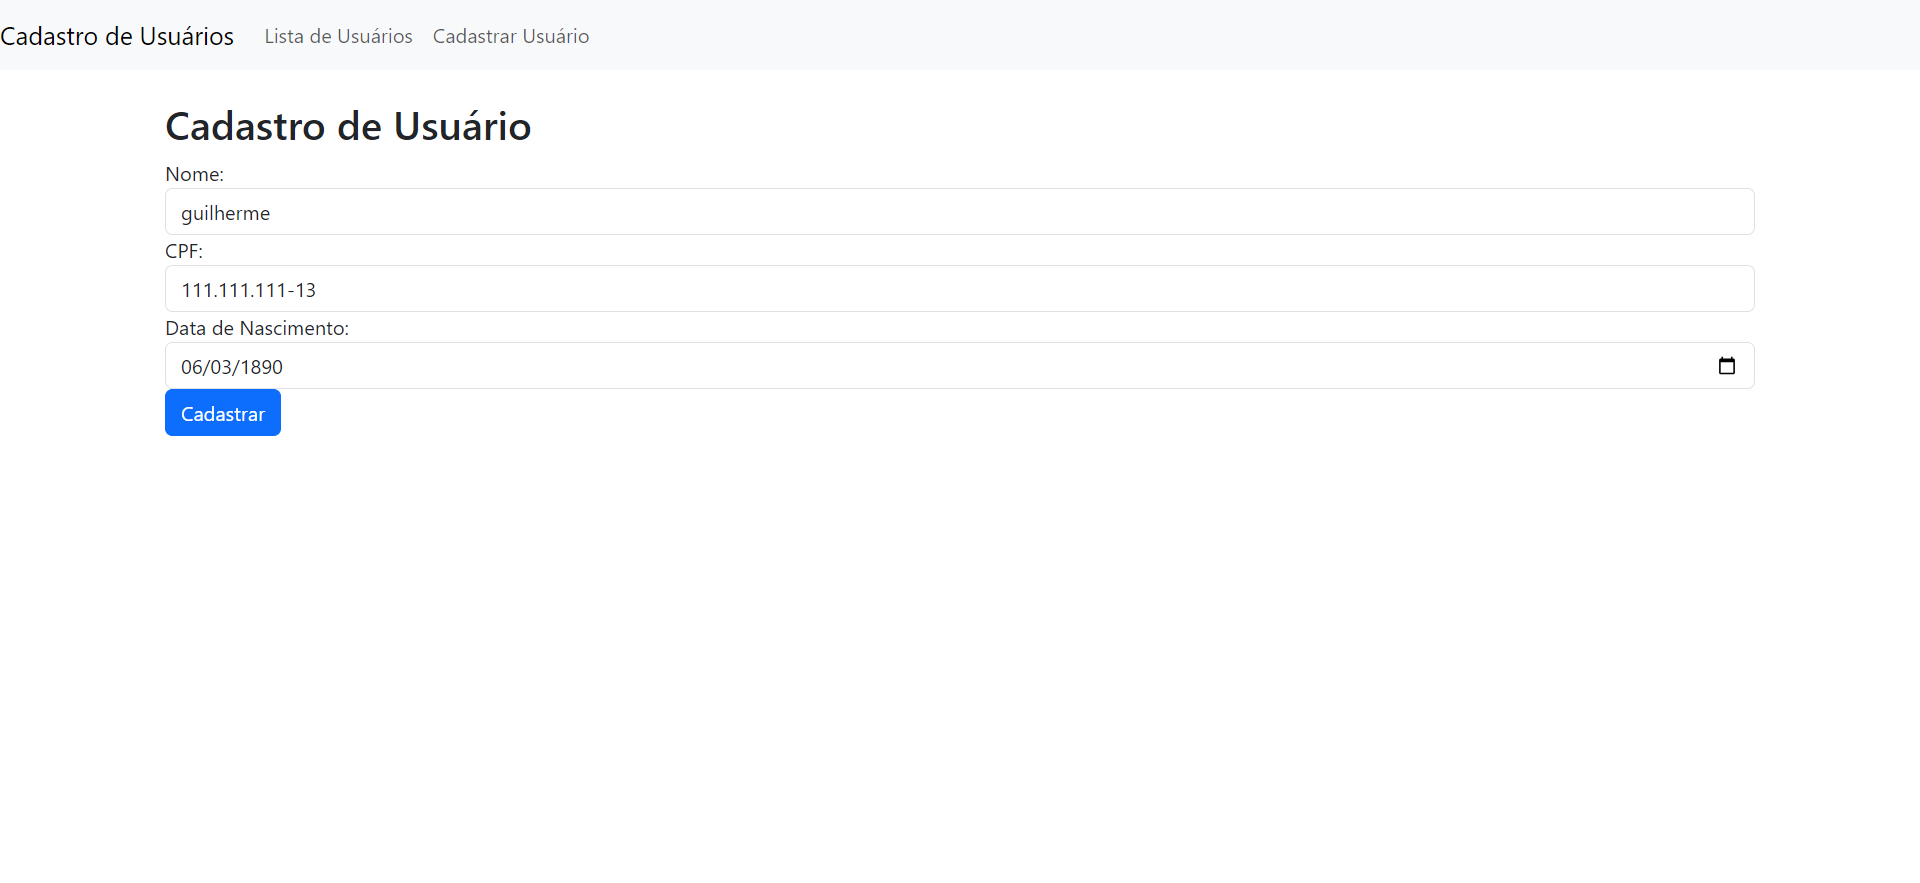 Cadastro de Usuários Lista de Usuários Cadastrar Usuário
Cadastro de Usuário
Nome:
guilherme
CPF:
111.111.111-13
Data de Nascimento:
06/03/1890
Cadastrar